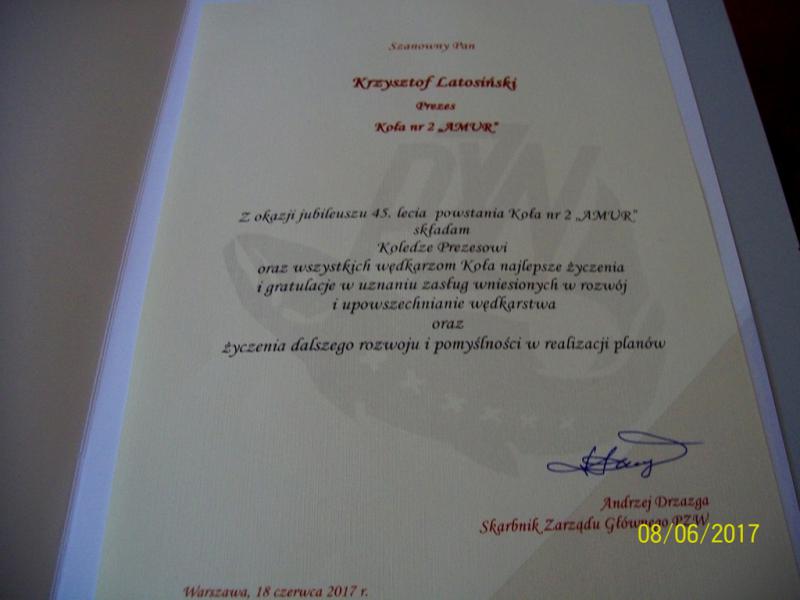 Szanowny Pan
Krzysztof Latosiński
Prezes
Koła nr 2 „AMUR"
Z okazji jubileuszu 45. lecia powstania Koła nr 2 „AMUR"
składam
Koledze Prezesowi
oraz wszystkich wędkarzom Koła najlepsze życzenia
i gratulacje w uznaniu zasług wniesionych w rozwój
i upowszechnianie wędkarstwa
oraz
życzenia dalszego rozwoju i pomyślności w realizacji planów
Andrzej Drzazga
Skarbnik Zarządu Głównego PZW
08/06/2017
Warszawa, 18 czerwca 2017 r.